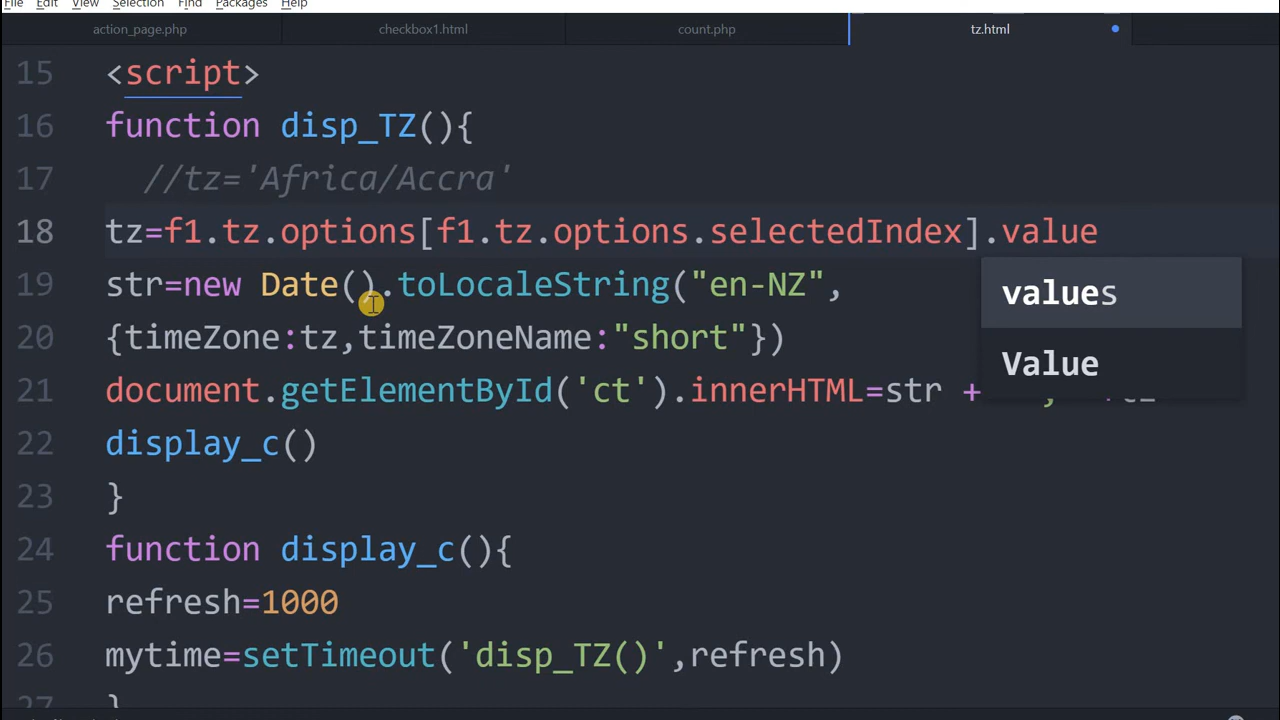 File Edit View Selection Find Packages Help
action_page.php checkbox1.html count.php tz.html
15 <script>
16 function disp_TZ(){
17 //tz='Africa/Accra'
18 tz=f1.tz.options[f1.tz.options.selectedIndex].value
19 str=new Date().toLocaleString("en-NZ",
values
20 {timeZone:tz,timeZoneName:"short"})
Value
21 document.getElementById('ct').innerHTML=str +
22 display_c()
23 }
24 function display_c(){
25 refresh=1000
26 mytime=setTimeout('disp_TZ()',refresh)
27 }